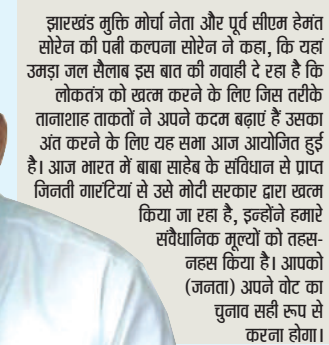 झारखंड मुक्ति मोर्चा नेता और पूर्व सीएम हेमंत
सोरेन की पत्नी कल्पना सोरेन ने कहा, कि यहां
उमड़ा जल सैलाब इस बात की गवाही दे रहा है कि
लोकतंत्र को खत्म करने के लिए जिस तरीके
तानाशाह ताकतों ने अपने कदम बढ़ाएं हैं उसका
अंत करने के लिए यह सभा आज आयोजित हुई
है। आज भारत में बाबा साहेब के संविधान से प्राप्त
जिनती गारंटियां से उसे मोदी सरकार द्वारा खत्म
किया जा रहा है, इन्होंने हमारे
संवैधानिक मूल्यों को तहस-
नहस किया है। आपको
(जनता) अपने वोट का
चुनाव सही रूप से
करना होगा।